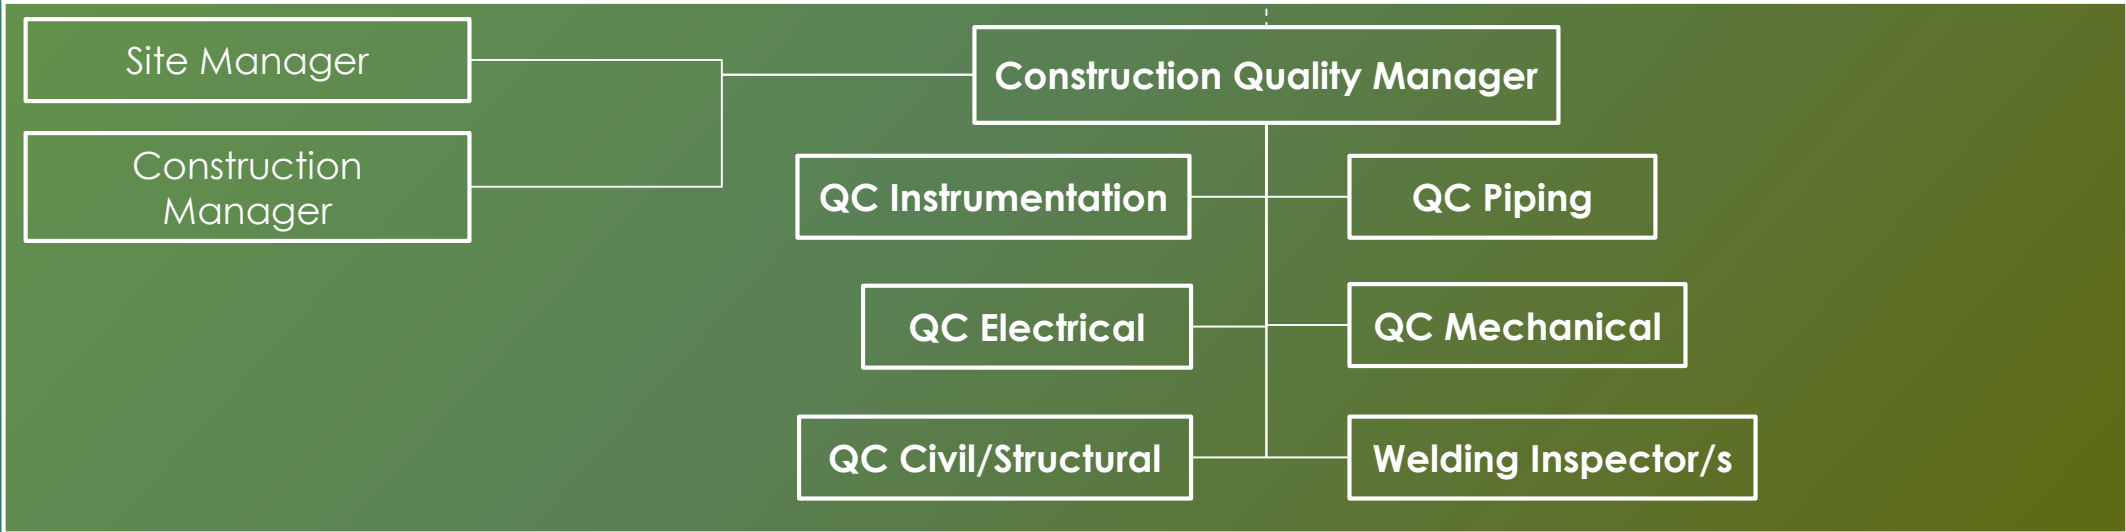 Site Manager
Construction
Manager
Construction Quality Manager
QC Instrumentation
QC Piping
QC Electrical
QC Mechanical
QC Civil/Structural
Welding Inspector/s